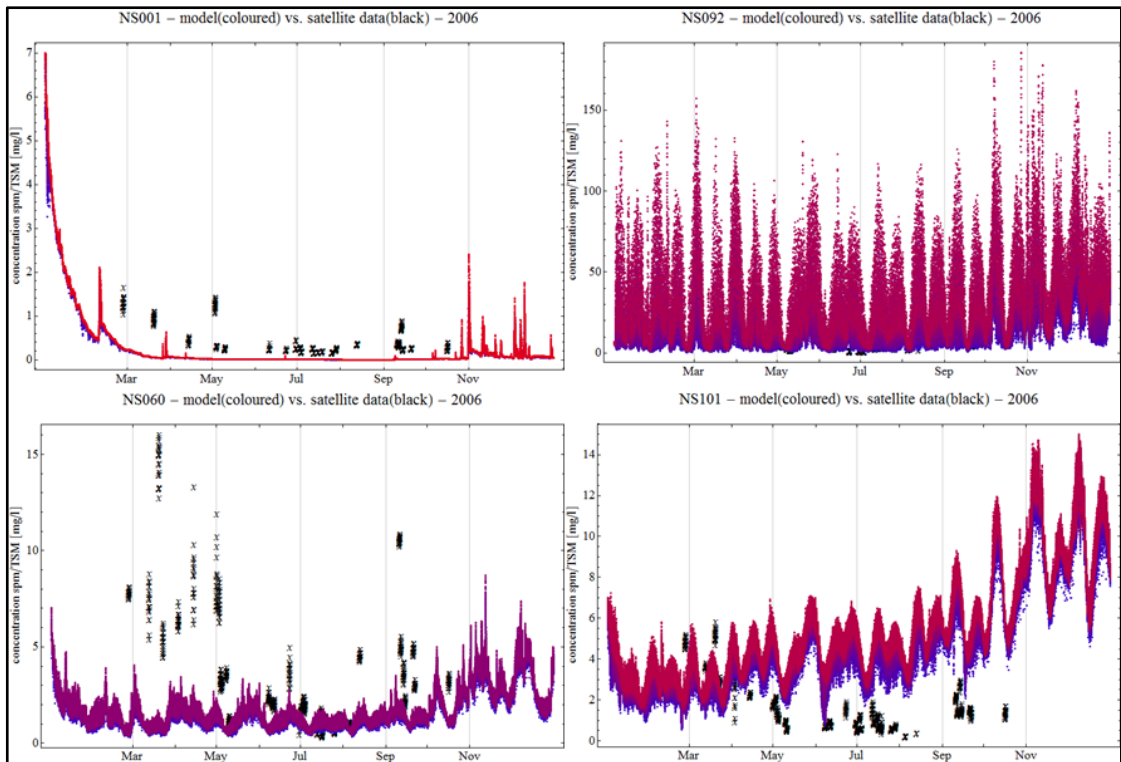 NS001 – model(coloured) vs. satellite data(black) – 2006
concentration spm/TSM [mg/l]
7
6
5
4
3
2
1
0
Mar May Jul Sep Nov
NS092 – model(coloured) vs. satellite data(black) – 2006
concentration spm/TSM [mg/l]
150
100
50
0
Mar May Jul Sep Nov
NS060 – model(coloured) vs. satellite data(black) – 2006
concentration spm/TSM [mg/l]
15
10
5
0
Mar May Jul Sep Nov
NS101 – model(coloured) vs. satellite data(black) – 2006
concentration spm/TSM [mg/l]
14
12
10
8
6
4
2
0
Mar May Jul Sep Nov